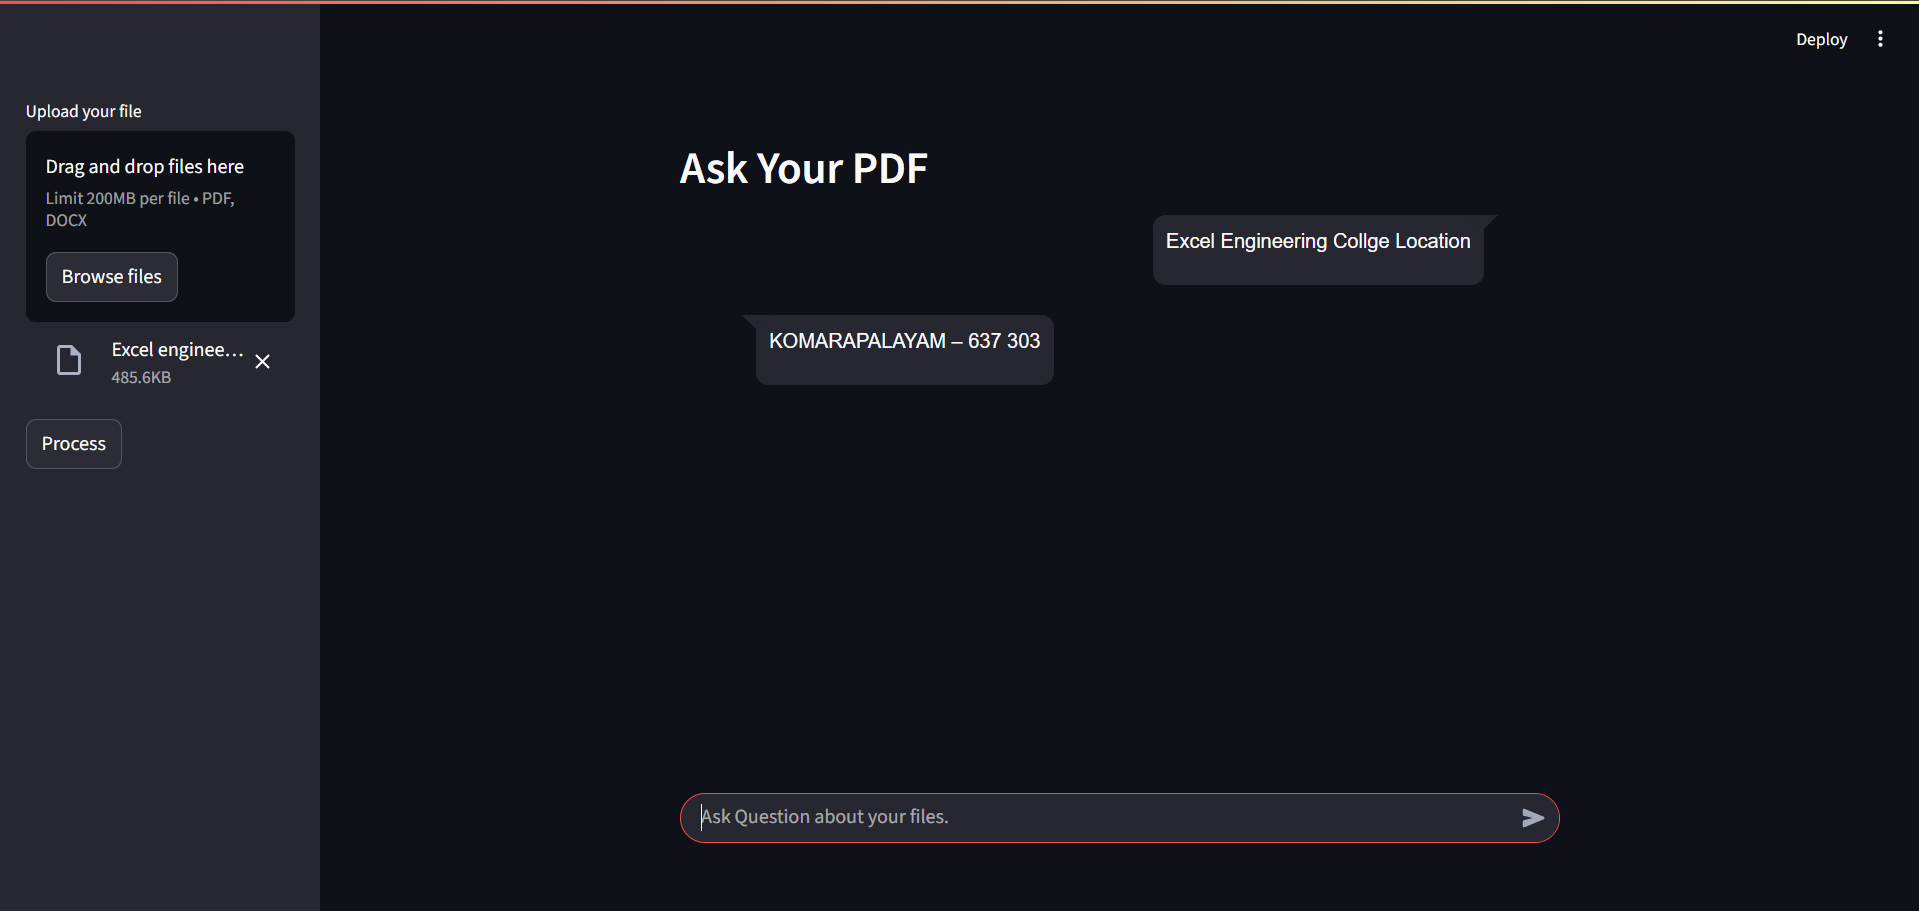 Deploy
Upload your file
Drag and drop files here
Limit 200MB per file • PDF,
DOCX
Browse files
Excel enginee...
485.6KB
Process
Ask Your PDF
Excel Engineering Collge Location
KOMARAPALAYAM – 637 303
Ask Question about your files.